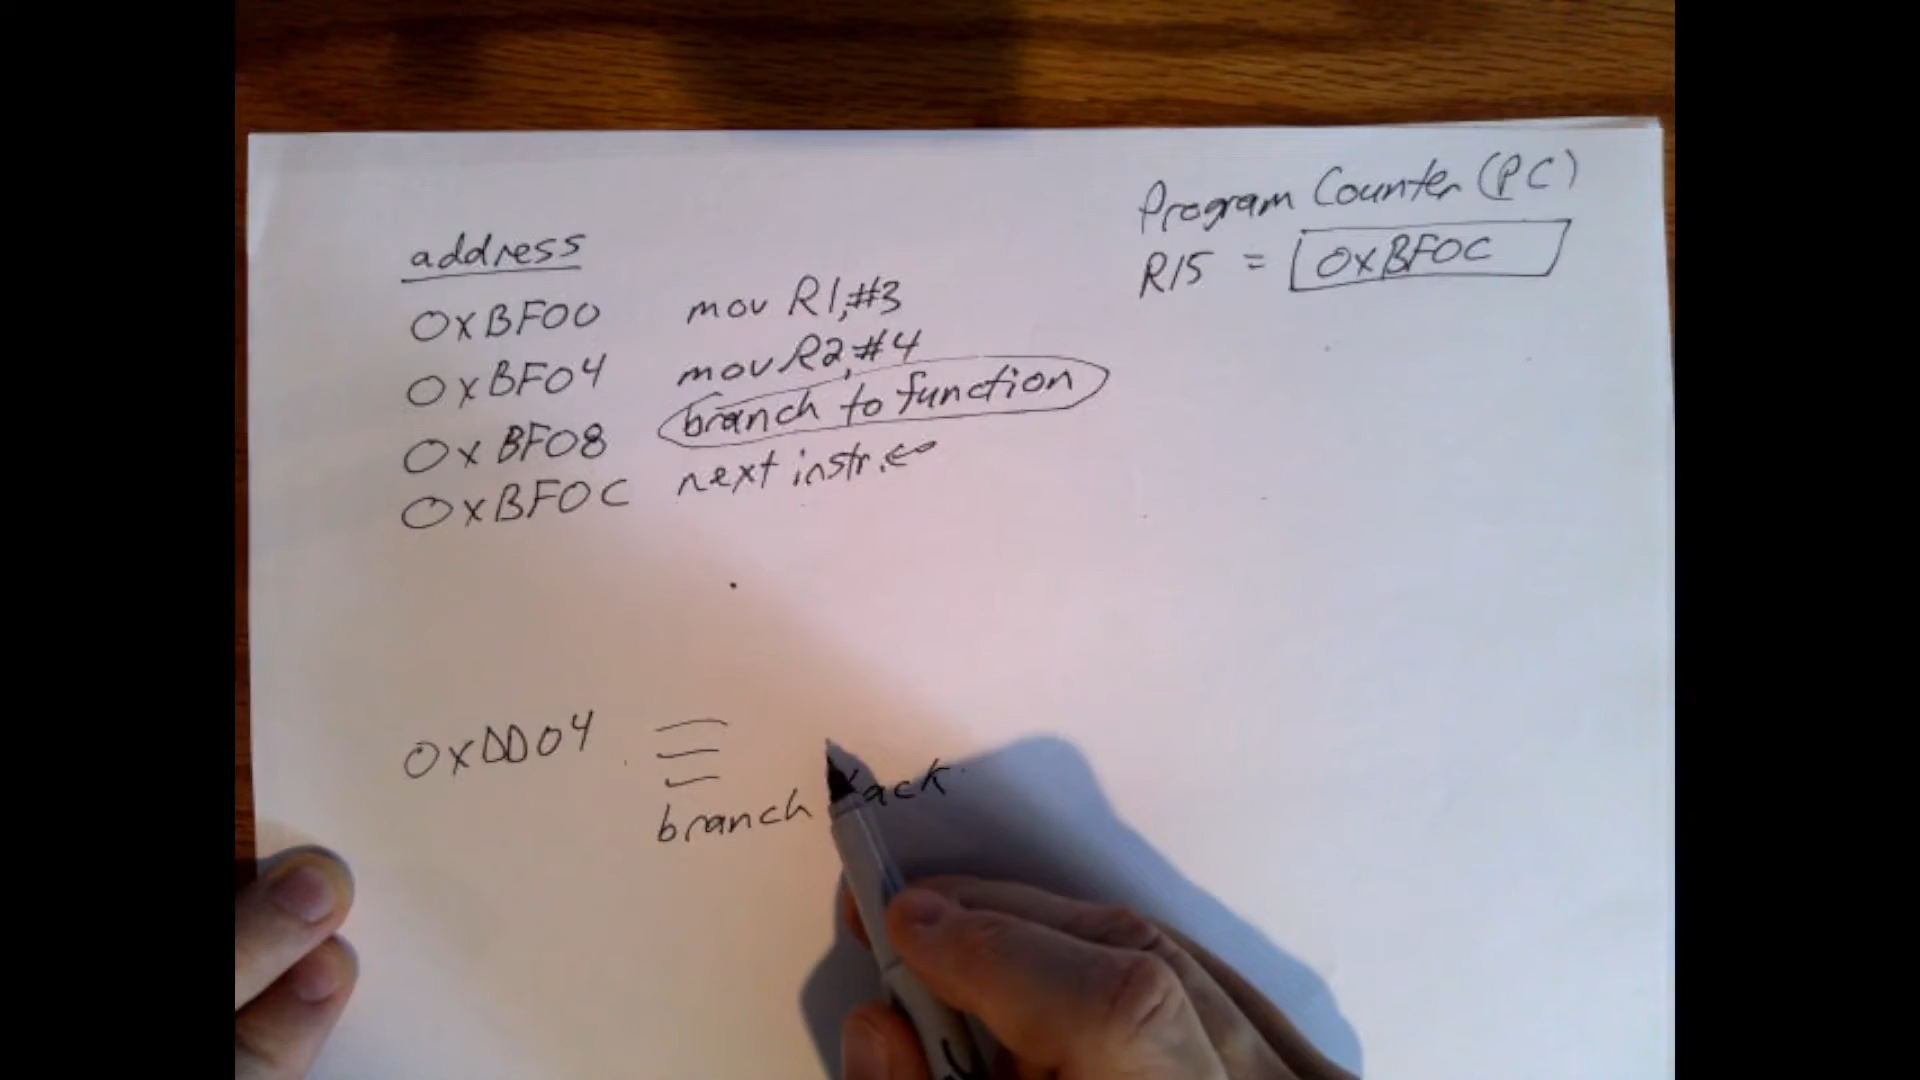 Program Counter (PC)
R15 = 0xBF0C
address
0xBF00 mov R1,#3
0xBF04 mov R2,#4
0xBF08 branch to function
0xBF0C next instr.
0xDD04
branch back